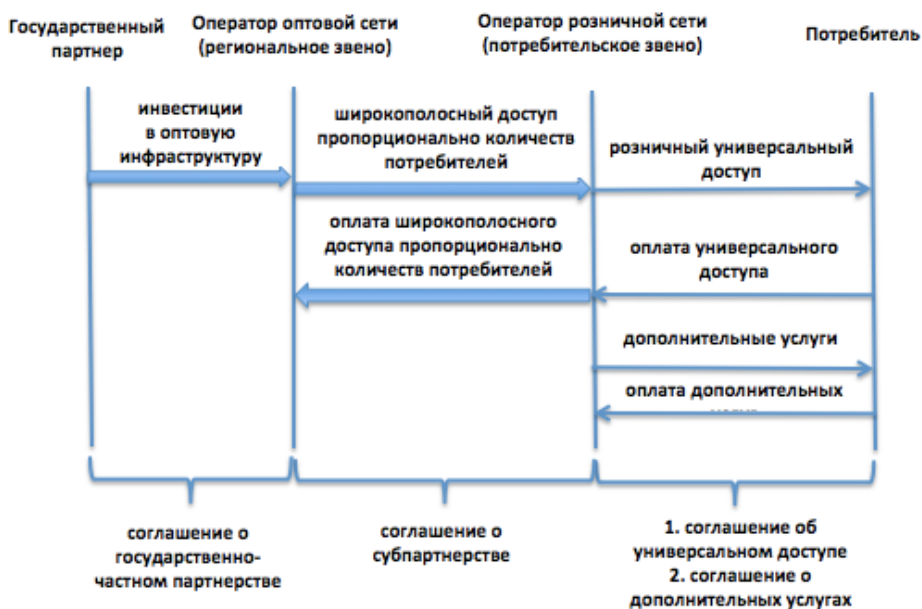 Государственный
партнер
Оператор оптовой сети
(региональное звено)
Оператор розничной сети
(потребительское звено)
Потребитель
инвестиции
в оптовую
инфраструктуру
широкополосный доступ
пропорционально количеств
потребителей
розничный универсальный
доступ
оплата широкополосного
доступа пропорционально
количеств потребителей
оплата универсального
доступа
дополнительные услуги
оплата дополнительных
соглашение о
государственно-
частном партнерстве
соглашение о
субпартнерстве
1. соглашение об
универсальном доступе
2. соглашение о
дополнительных услугах